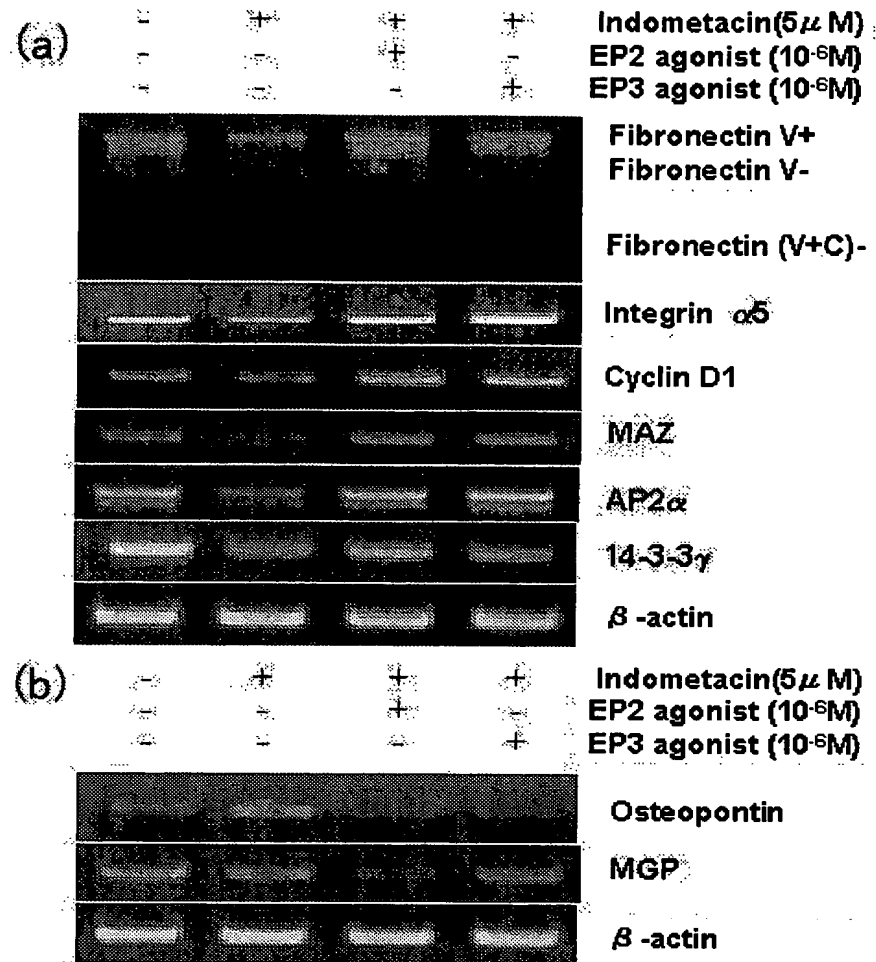 (a)
- + + + Indometacin(5μM)
- - + - EP2 agonist (10-6M)
- - - + EP3 agonist (10-6M)
Fibronectin V+
Fibronectin V-
Fibronectin (V+C)-
Integrin α5
Cyclin D1
MAZ
AP2α
14-3-3γ
β-actin
(b)
- + + + Indometacin(5μM)
- + + - EP2 agonist (10-6M)
- - - + EP3 agonist (10-6M)
Osteopontin
MGP
β-actin